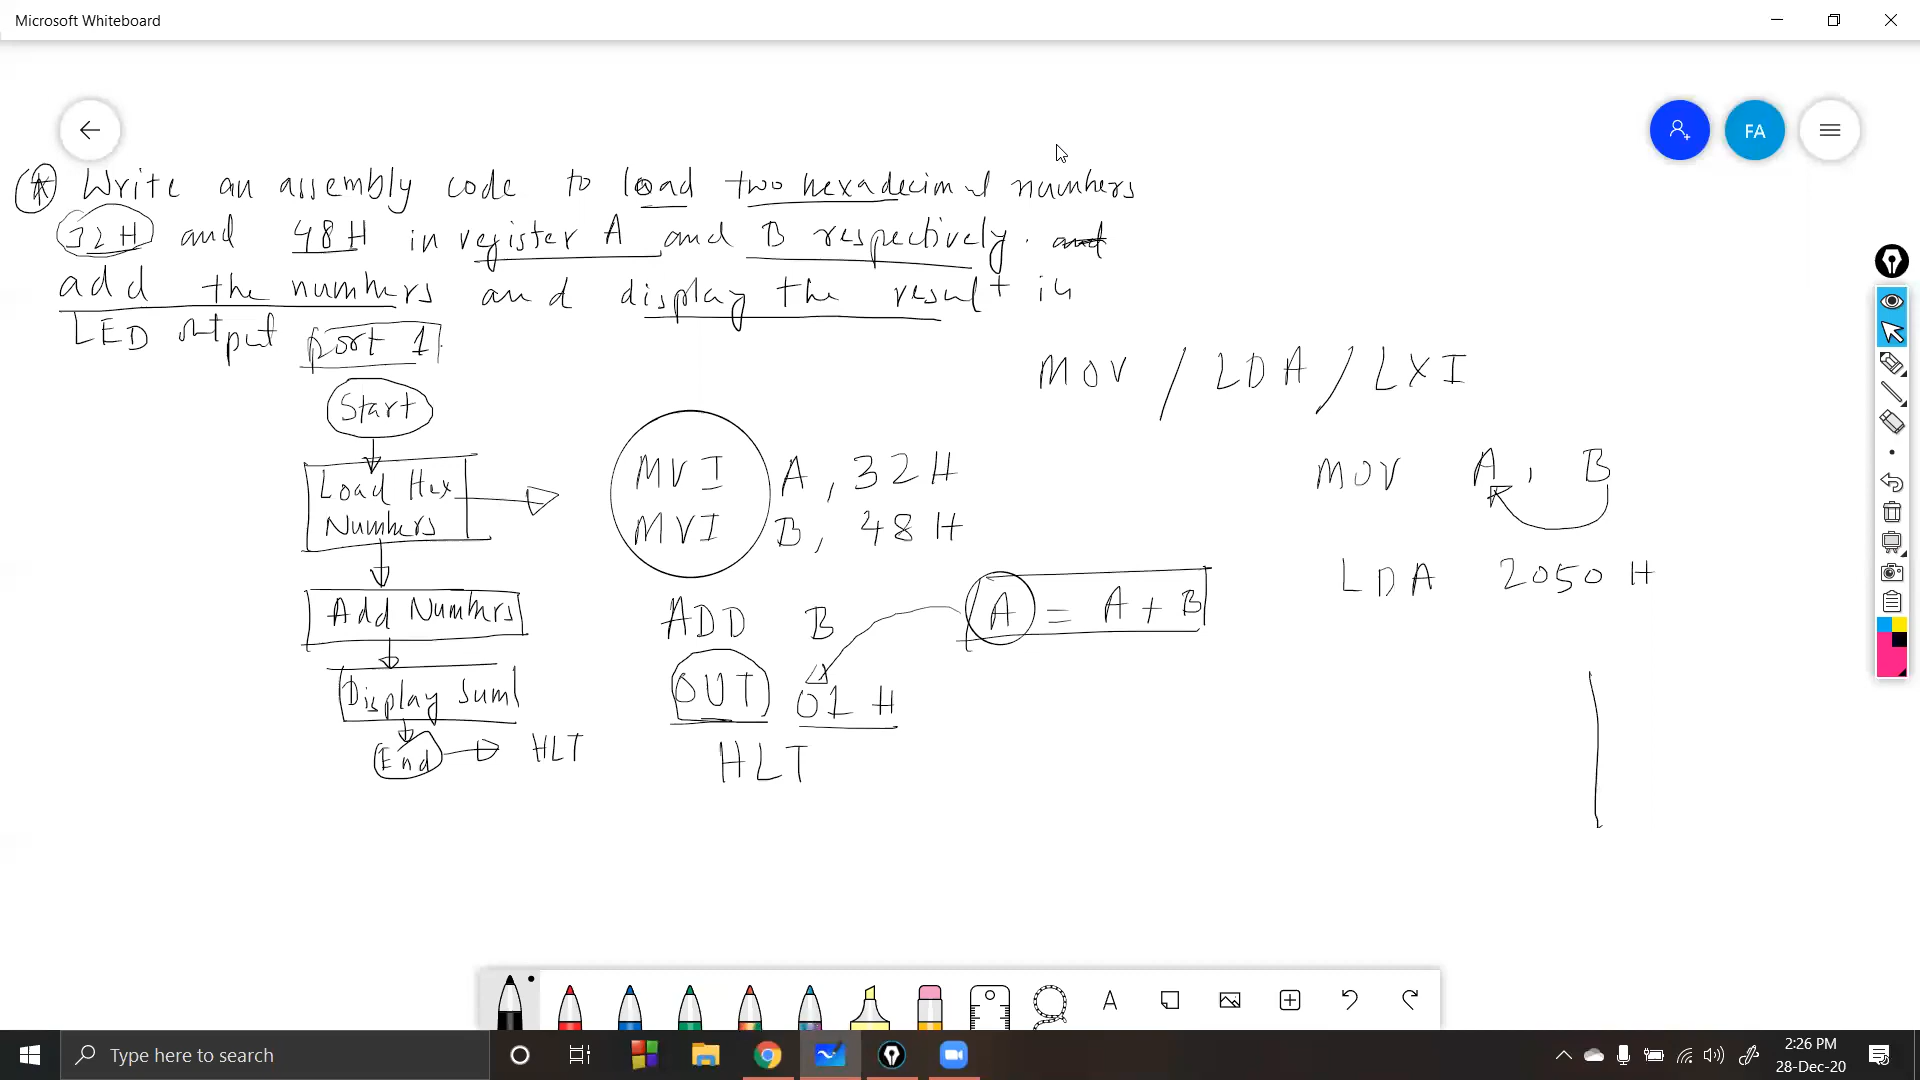 Microsoft Whiteboard
FA
Write an assembly code to load two hexadecimal numbers
32H and 48H in register A and B respectively. and
add the numbers and display the result in
LED output port 1.
Start
Load Hex
Numbers
Add Numbers
Display Sum
End
HLT
MVI A, 32H
MVI B, 48H
ADD B
OUT 01H
HLT
A = A + B
MOV / LDA / LXI
MOV A, B
LDA 2050H
A
Type here to search
2:26 PM
28-Dec-20